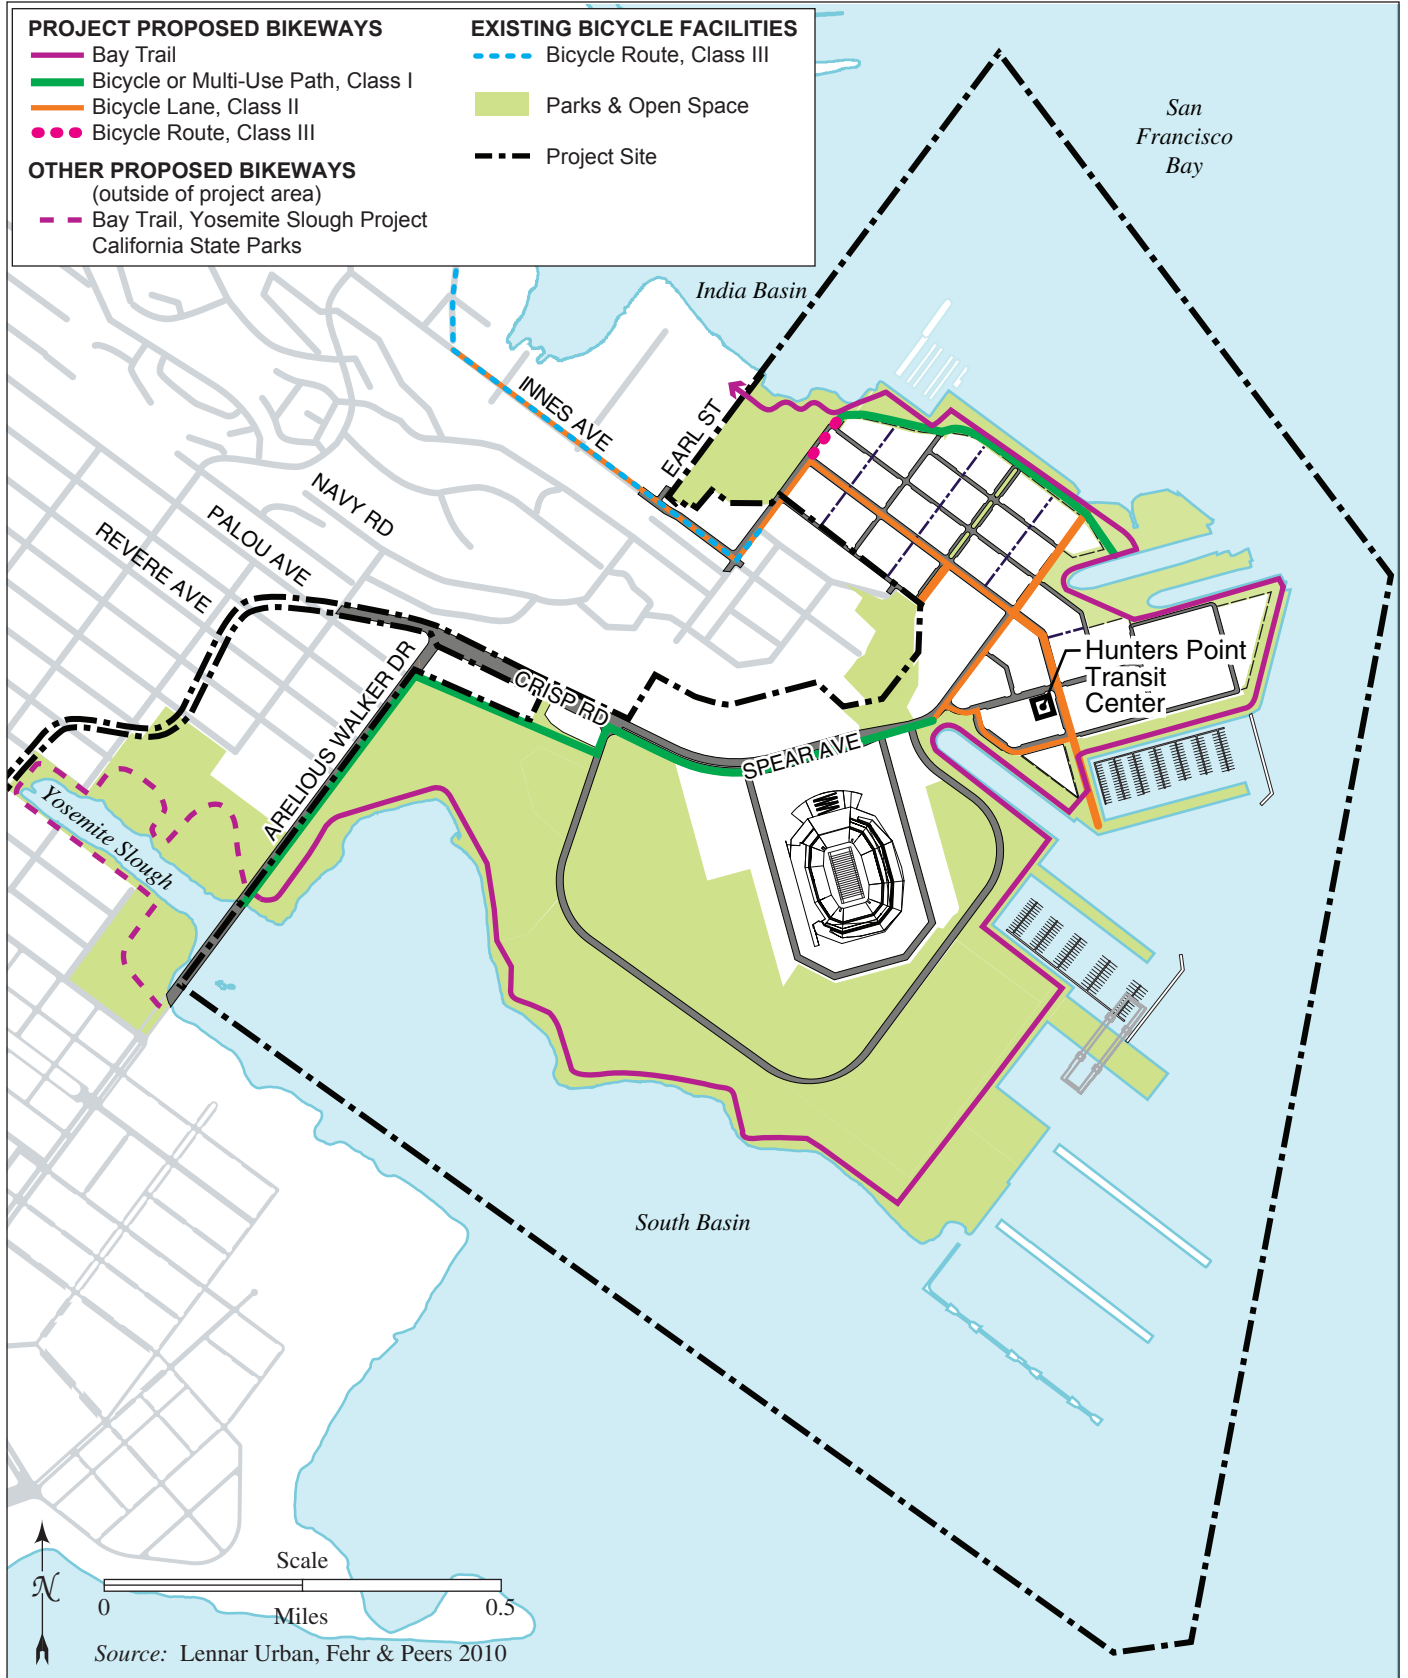 PROJECT PROPOSED BIKEWAYS
Bay Trail
Bicycle or Multi-Use Path, Class I
Bicycle Lane, Class II
Bicycle Route, Class III
OTHER PROPOSED BIKEWAYS
(outside of project area)
Bay Trail, Yosemite Slough Project
California State Parks
EXISTING BICYCLE FACILITIES
Bicycle Route, Class III
Parks & Open Space
Project Site
San
Francisco
Bay
India Basin
INNES AVE
EARL ST
NAVY RD
PALOU AVE
REVERE AVE
ARELIOUS WALKER DR
CRISP RD
SPEAR AVE
Hunters Point
Transit
Center
Yosemite Slough
South Basin
N
Scale
0
0.5
Miles
Source: Lennar Urban, Fehr & Peers 2010